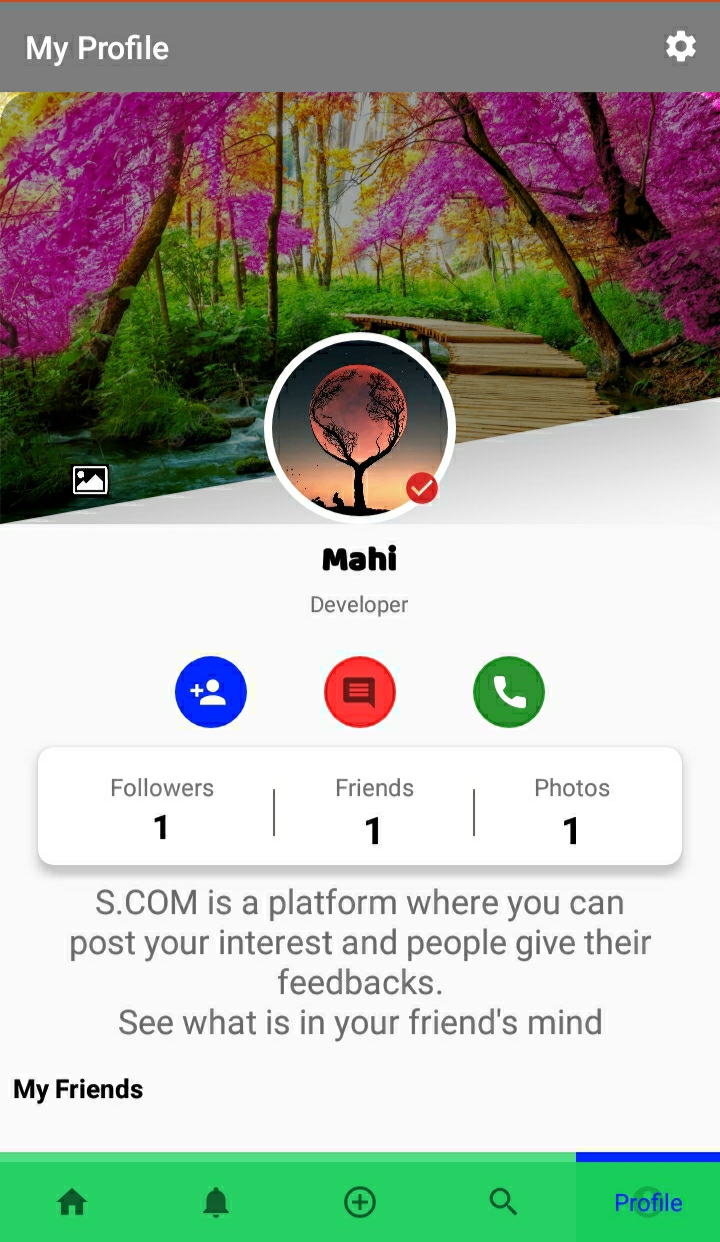 My Profile
Mahi
Developer
Followers
Friends
Photos
1
1
1
S.COM is a platform where you can
post your interest and people give their
feedbacks.
See what is in your friend's mind
My Friends
Profile